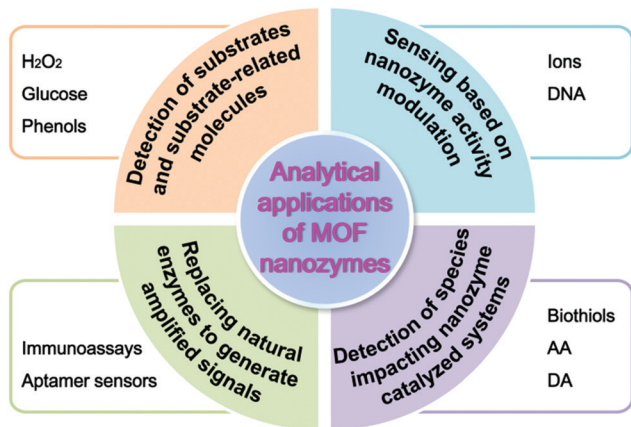 H₂O₂
Glucose
Phenols
Detection of substrates
and substrate-related
molecules
Sensing based on
nanozyme activity
modulation
Ions
DNA
Analytical
applications
of MOF
nanozymes
Immunoassays
Aptamer sensors
Replacing natural
enzymes to generate
amplified signals
Detection of species
impacting nanozyme
catalyzed systems
Biothiols
AA
DA